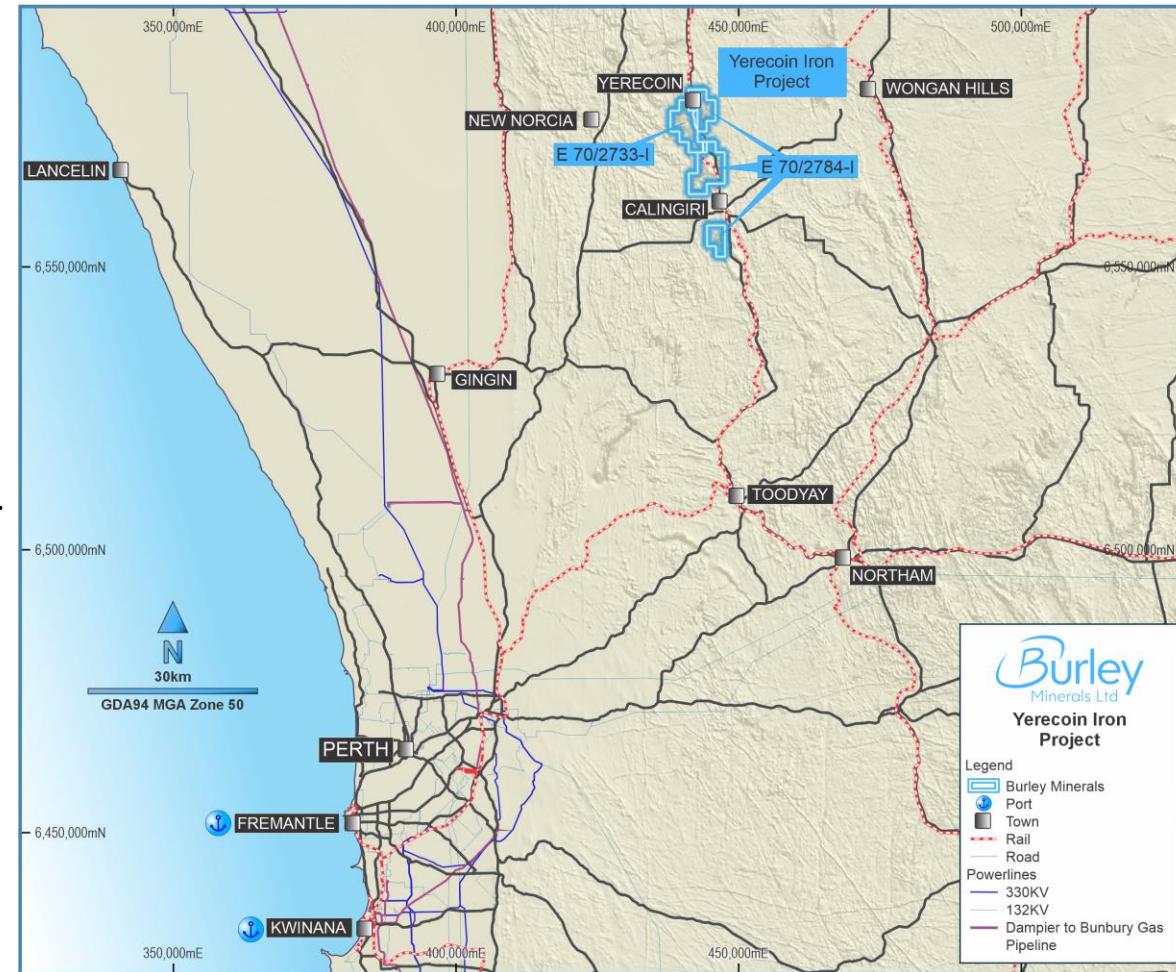 350,000mE
400,000mE
450,000mE
500,000mE
YERECOIN
Yerecoin Iron
Project
WONGAN HILLS
NEW NORCIA
E 70/2733-I
E 70/2784-I
LANCELIN
CALINGIRI
6,550,000mN
6,550,000mN
GINGIN
TOODYAY
6,500,000mN
6,500,000mN
NORTHAM
N
30km
GDA94 MGA Zone 50
PERTH
FREMANTLE
6,450,000mN
KWINANA
350,000mE
400,000mE
450,000mE
Burley
Minerals Ltd
Yerecoin Iron
Project
Legend
Burley Minerals
Port
Town
Rail
Road
Powerlines
330KV
132KV
Dampier to Bunbury Gas
Pipeline
.